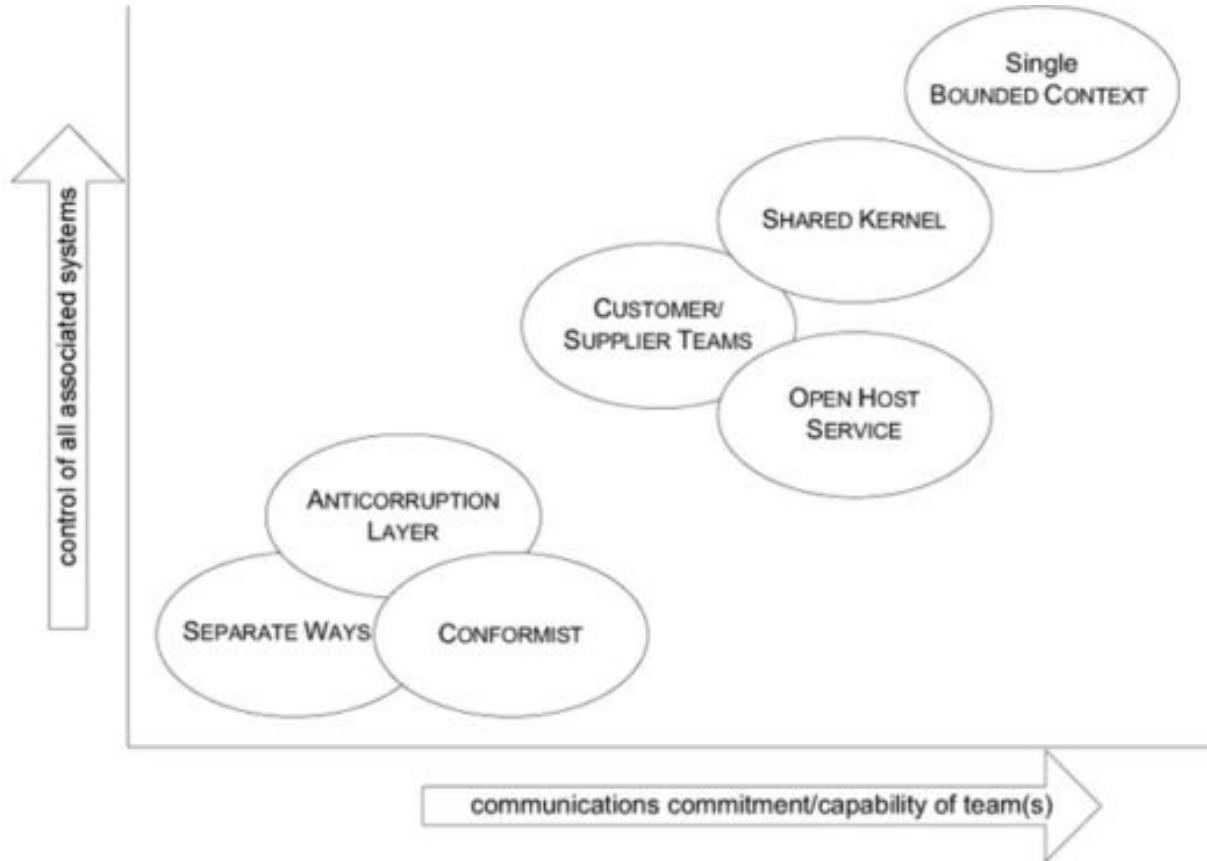 Single
BOUNDED CONTEXT
SHARED KERNEL
CUSTOMER/
SUPPLIER TEAMS
OPEN HOST
SERVICE
control of all associated systems
ANTICORRUPTION
LAYER
SEPARATE WAYS
CONFORMIST
communications commitment/capability of team(s)